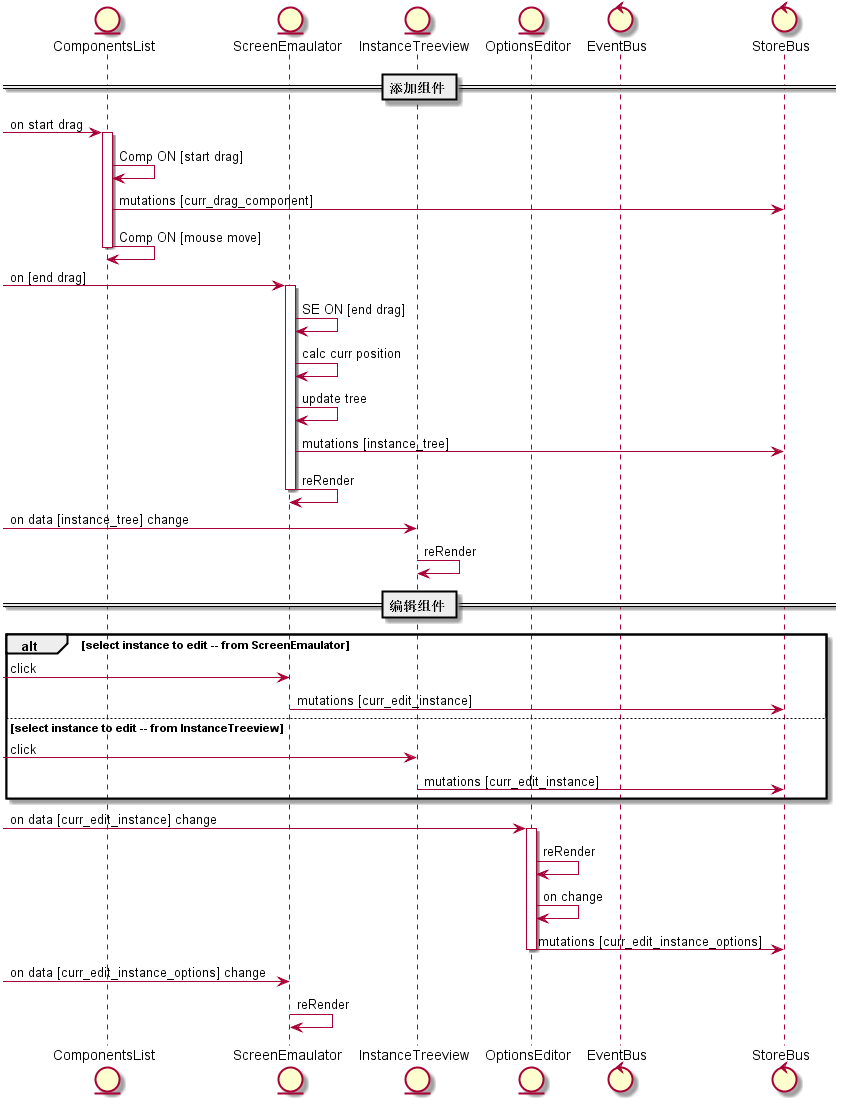 ComponentsList ScreenEmaulator InstanceTreeview OptionsEditor EventBus StoreBus
添加组件
on start drag
Comp ON [start drag]
mutations [curr_drag_component]
Comp ON [mouse move]
on [end drag]
SE ON [end drag]
calc curr position
update tree
mutations [instance_tree]
reRender
on data [instance_tree] change
reRender
编辑组件
alt [select instance to edit -- from ScreenEmaulator]
click
mutations [curr_edit_instance]
[select instance to edit -- from InstanceTreeview]
click
mutations [curr_edit_instance]
on data [curr_edit_instance] change
reRender
on change
mutations [curr_edit_instance_options]
on data [curr_edit_instance_options] change
reRender
ComponentsList ScreenEmaulator InstanceTreeview OptionsEditor EventBus StoreBus